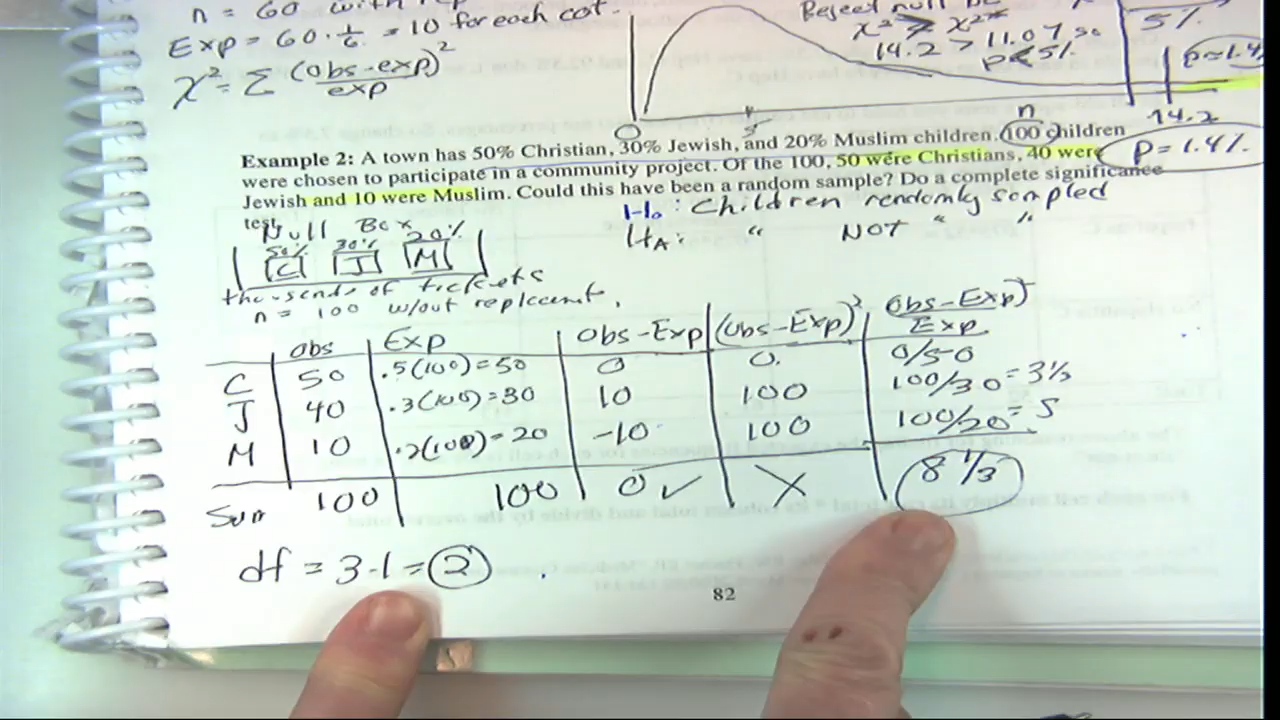 n = 60 with
Exp = 60 · 1/6 = 10 for each cat.
χ² = Σ (obs-exp)²/exp
Reject null
χ² > χ²*
14.2 > 11.07
p < 5%
5%
0
5
14.2
p = 1.4%
n
Example 2: A town has 50% Christian, 30% Jewish, and 20% Muslim children. 100 children
were chosen to participate in a community project. Of the 100, 50 were Christians, 40 were
Jewish and 10 were Muslim. Could this have been a random sample? Do a complete significance
test.
H₀: Children randomly sampled
HA: " NOT " "
Null Box
50% 30% 20%
C J M
thousands of tickets
n = 100 w/out replacement.
obs Exp Obs-Exp (Obs-Exp)² (Obs-Exp)²/Exp
C 50 .5(100)=50 0 0 0/50
J 40 .3(100)=30 10 100 100/30 = 3⅓
M 10 .2(100)=20 -10 100 100/20 = 5
Sum 100 100 0 ✓ X 8 1/3
df = 3-1 = 2
82